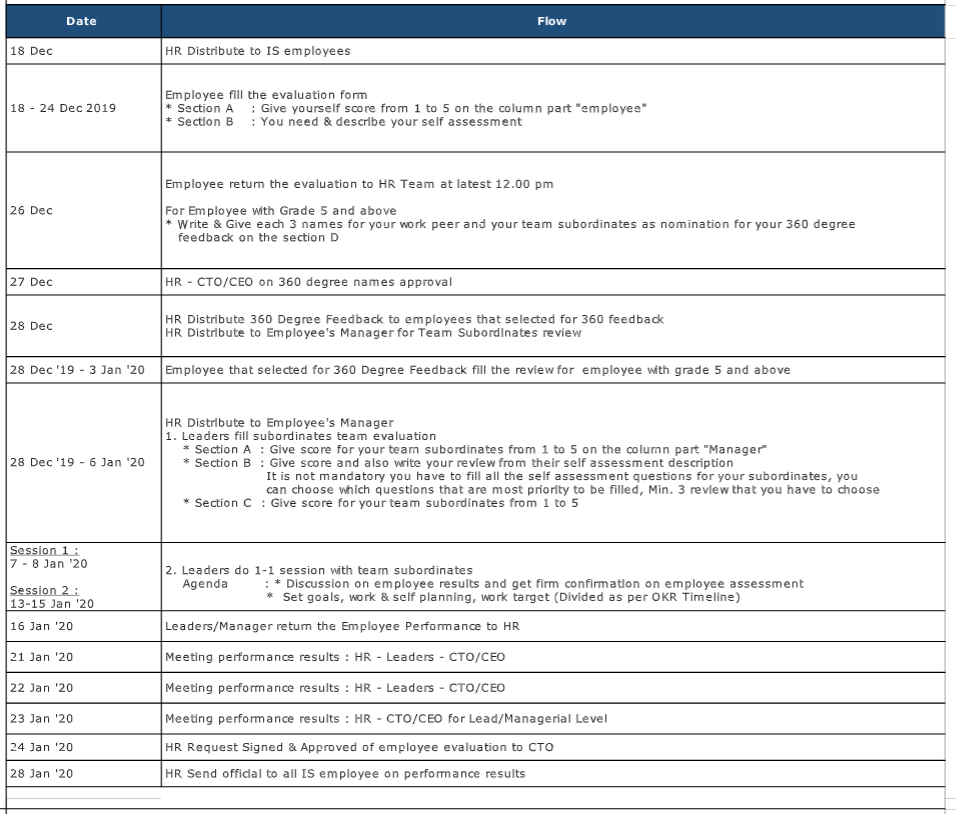 Date Flow
18 Dec HR Distribute to IS employees
Employee fill the evaluation form
18 - 24 Dec 2019 * Section A : Give yourself score from 1 to 5 on the column part "employee"
* Section B : You need & describe your self assessment
Employee return the evaluation to HR Team at latest 12.00 pm
26 Dec For Employee with Grade 5 and above
* Write & Give each 3 names for your work peer and your team subordinates as nomination for your 360 degree
feedback on the section D
27 Dec HR - CTO/CEO on 360 degree names approval
28 Dec HR Distribute 360 Degree Feedback to employees that selected for 360 feedback
HR Distribute to Employee's Manager for Team Subordinates review
28 Dec '19 - 3 Jan '20 Employee that selected for 360 Degree Feedback fill the review for employee with grade 5 and above
HR Distribute to Employee's Manager
1. Leaders fill subordinates team evaluation
* Section A : Give score for your team subordinates from 1 to 5 on the column part "Manager"
28 Dec '19 - 6 Jan '20 * Section B : Give score and also write your review from their self assessment description
It is not mandatory you have to fill all the self assessment questions for your subordinates, you
can choose which questions that are most priority to be filled, Min. 3 review that you have to choose
* Section C : Give score for your team subordinates from 1 to 5
Session 1 :
7 - 8 Jan '20
Session 2 :
13-15 Jan '20
2. Leaders do 1-1 session with team subordinates
Agenda : * Discussion on employee results and get firm confirmation on employee assessment
* Set goals, work & self planning, work target (Divided as per OKR Timeline)
16 Jan '20 Leaders/Manager return the Employee Performance to HR
21 Jan '20 Meeting performance results : HR - Leaders - CTO/CEO
22 Jan '20 Meeting performance results : HR - Leaders - CTO/CEO
23 Jan '20 Meeting performance results : HR - CTO/CEO for Lead/Managerial Level
24 Jan '20 HR Request Signed & Approved of employee evaluation to CTO
28 Jan '20 HR Send official to all IS employee on performance results